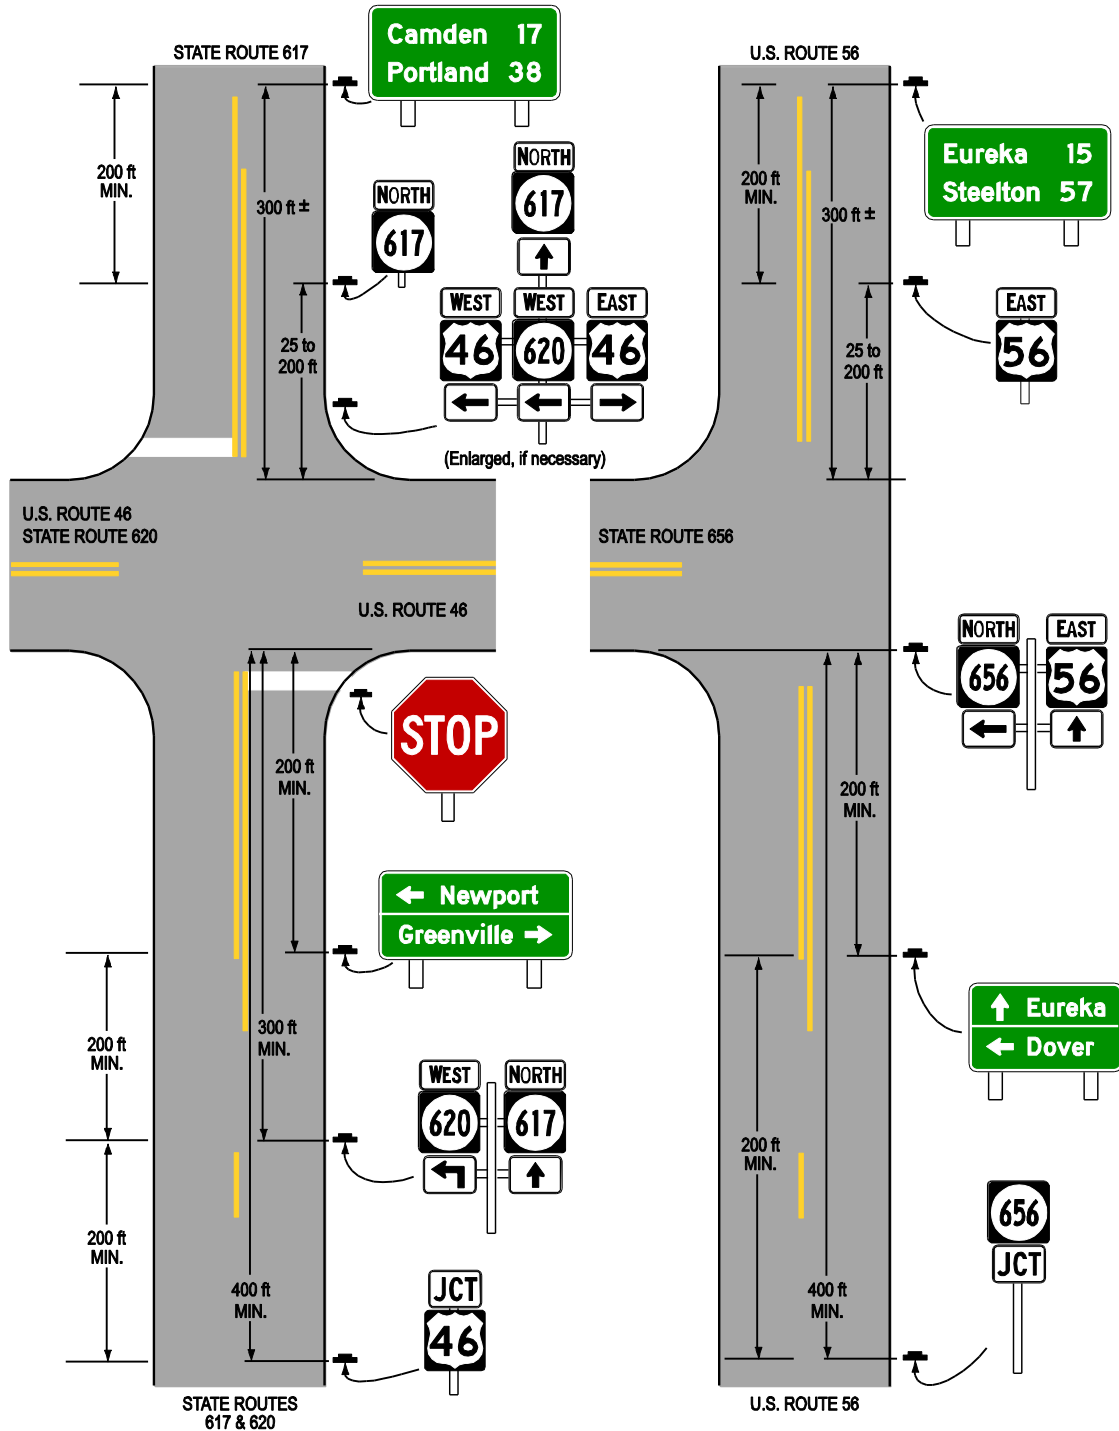 STATE ROUTE 617
Camden 17
Portland 38
200 ft
MIN.
300 ft ±
NORTH
617
NORTH
617
WEST
46
WEST
620
EAST
46
25 to
200 ft
(Enlarged, if necessary)
U.S. ROUTE 46
STATE ROUTE 620
U.S. ROUTE 46
STOP
200 ft
MIN.
← Newport
Greenville →
300 ft
MIN.
200 ft
MIN.
WEST
620
NORTH
617
200 ft
MIN.
400 ft
MIN.
JCT
46
STATE ROUTES
617 & 620
U.S. ROUTE 56
Eureka 15
Steelton 57
200 ft
MIN.
300 ft ±
25 to
200 ft
EAST
56
STATE ROUTE 656
NORTH
656
EAST
56
200 ft
MIN.
↑ Eureka
← Dover
200 ft
MIN.
656
JCT
400 ft
MIN.
U.S. ROUTE 56